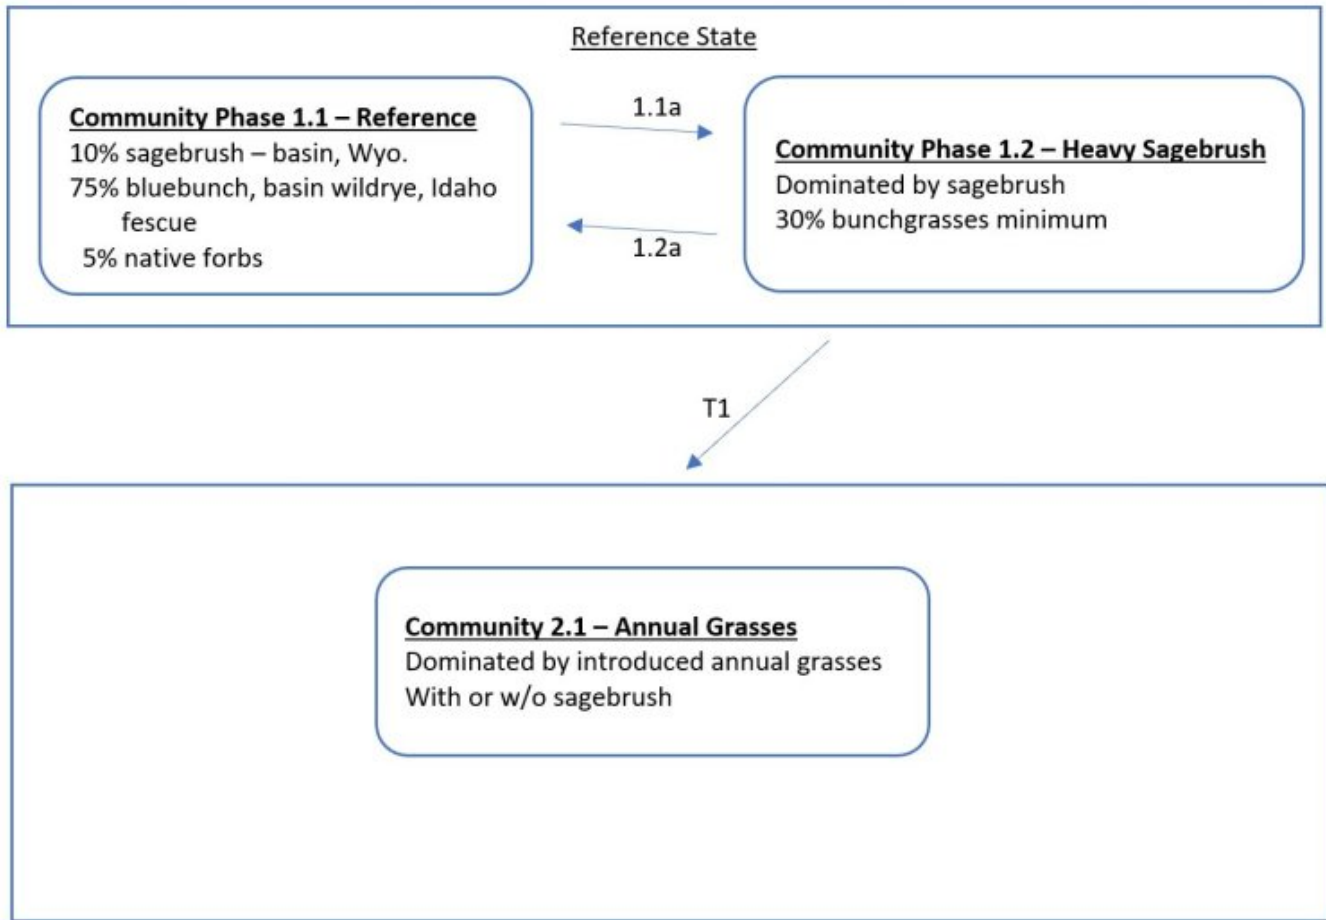 Reference State
Community Phase 1.1 – Reference
10% sagebrush – basin, Wyo.
75% bluebunch, basin wildrye, Idaho
fescue
5% native forbs
1.1a
1.2a
Community Phase 1.2 – Heavy Sagebrush
Dominated by sagebrush
30% bunchgrasses minimum
T1
Community 2.1 – Annual Grasses
Dominated by introduced annual grasses
With or w/o sagebrush